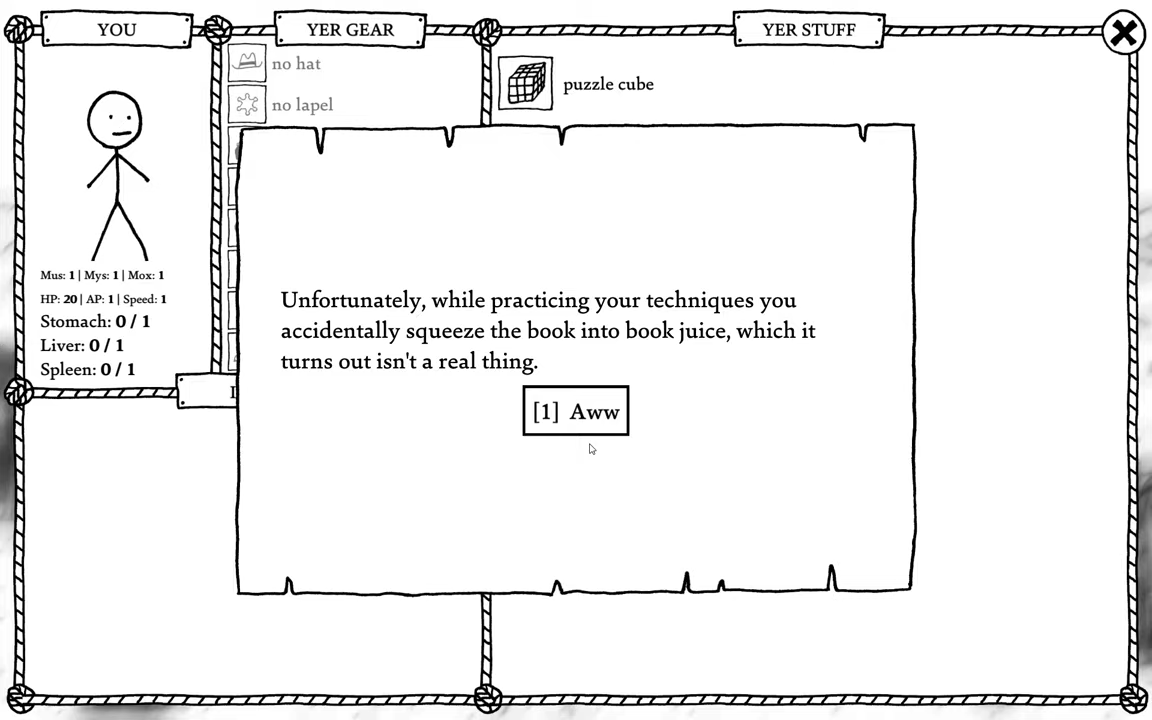 YOU
YER GEAR
YER STUFF
no hat
no lapel
puzzle cube
Mus: 1 | Mys: 1 | Mox: 1
HP: 20 | AP: 1 | Speed: 1
Stomach: 0 / 1
Liver: 0 / 1
Spleen: 0 / 1
Unfortunately, while practicing your techniques you
accidentally squeeze the book into book juice, which it
turns out isn't a real thing.
[1] Aww